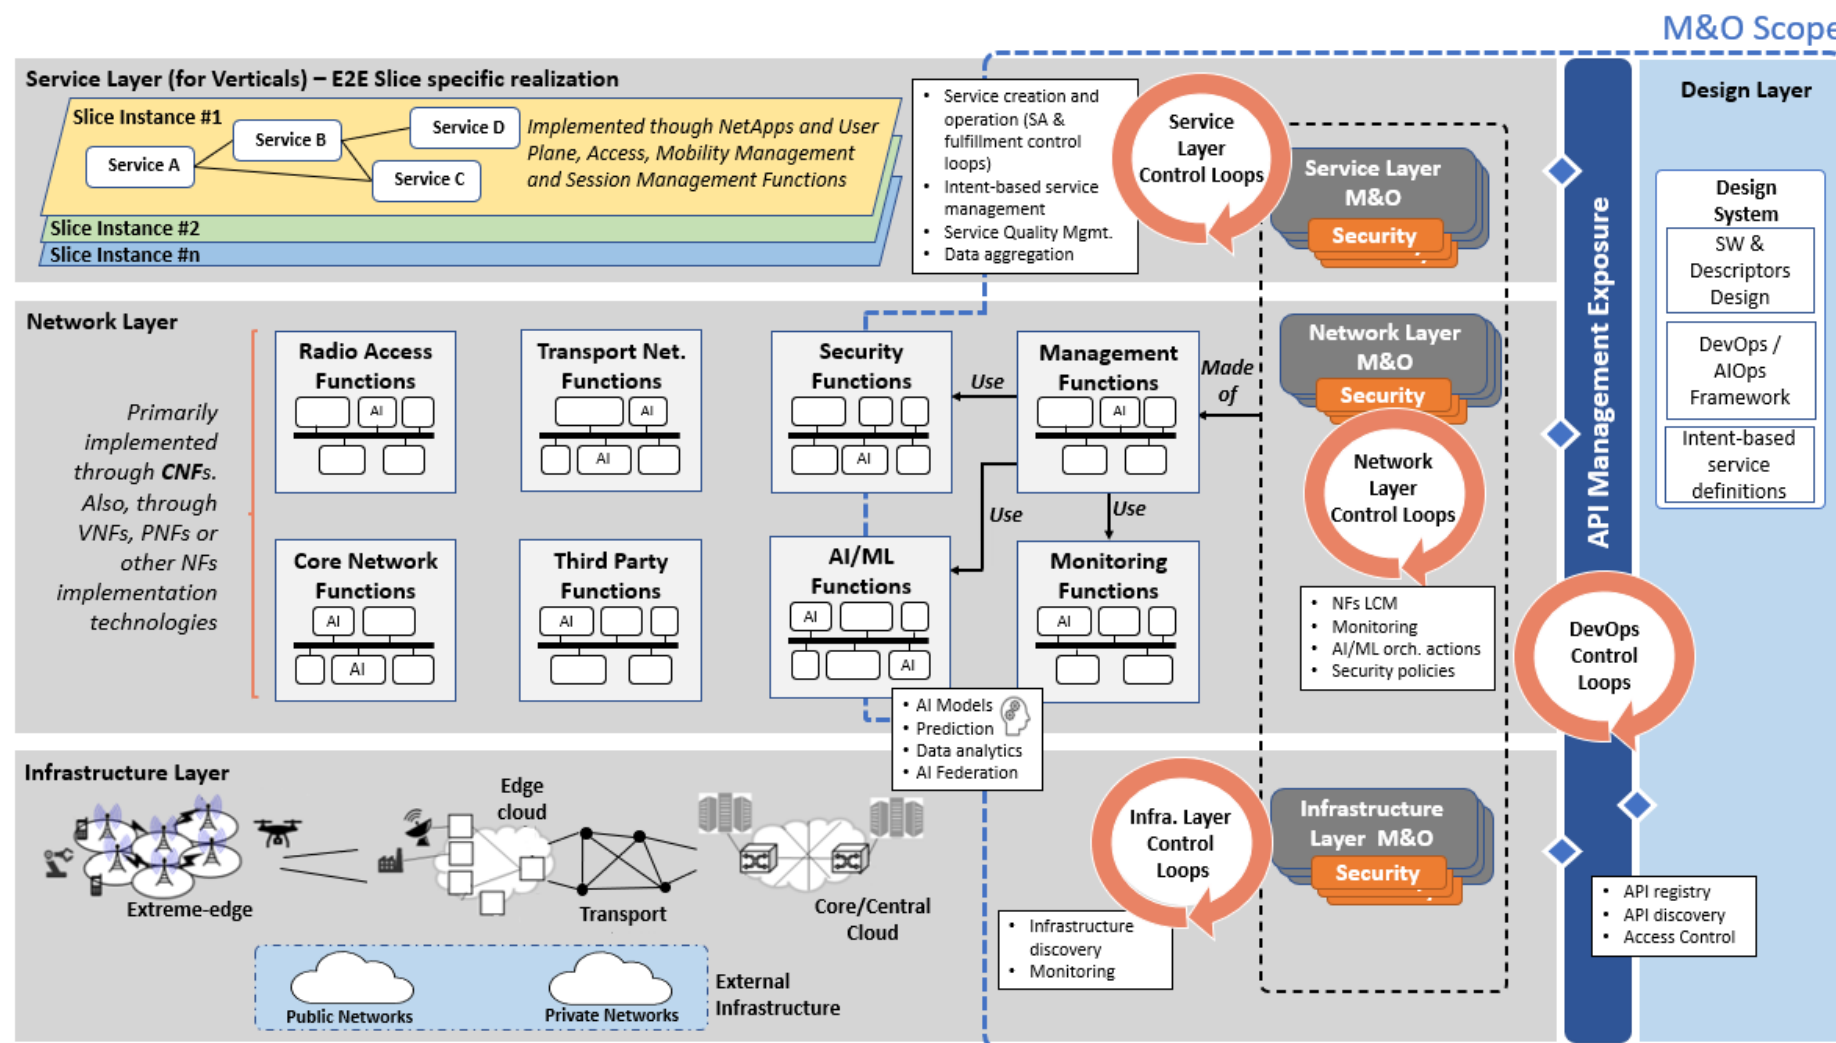 M&O Scope
Service Layer (for Verticals) – E2E Slice specific realization
Slice Instance #1
Service A
Service B
Service D
Service C
Implemented though NetApps and User
Plane, Access, Mobility Management
and Session Management Functions
Slice Instance #2
Slice Instance #n
• Service creation and
operation (SA &
fulfillment control
loops)
• Intent-based service
management
• Service Quality Mgmt.
• Data aggregation
Service
Layer
Control Loops
Service Layer
M&O
Security
API Management Exposure
Design Layer
Design
System
SW &
Descriptors
Design
DevOps /
AIOps
Framework
Intent-based
service
definitions
Network Layer
Primarily
implemented
through CNFs.
Also, through
VNFs, PNFs or
other NFs
implementation
technologies
Radio Access
Functions
AI
Transport Net.
Functions
AI
AI
Security
Functions
AI
Use
Management
Functions
AI
Made
of
Network Layer
M&O
Security
Network
Layer
Control Loops
Use
Use
Core Network
Functions
AI
AI
Third Party
Functions
AI
AI/ML
Functions
AI
AI
Monitoring
Functions
AI
• NFs LCM
• Monitoring
• AI/ML orch. actions
• Security policies
DevOps
Control
Loops
• AI Models
• Prediction
• Data analytics
• AI Federation
Infrastructure Layer
Extreme-edge
Edge
cloud
Transport
Core/Central
Cloud
Infra. Layer
Control
Loops
Infrastructure
Layer M&O
Security
• Infrastructure
discovery
• Monitoring
• API registry
• API discovery
• Access Control
Public Networks
Private Networks
External
Infrastructure